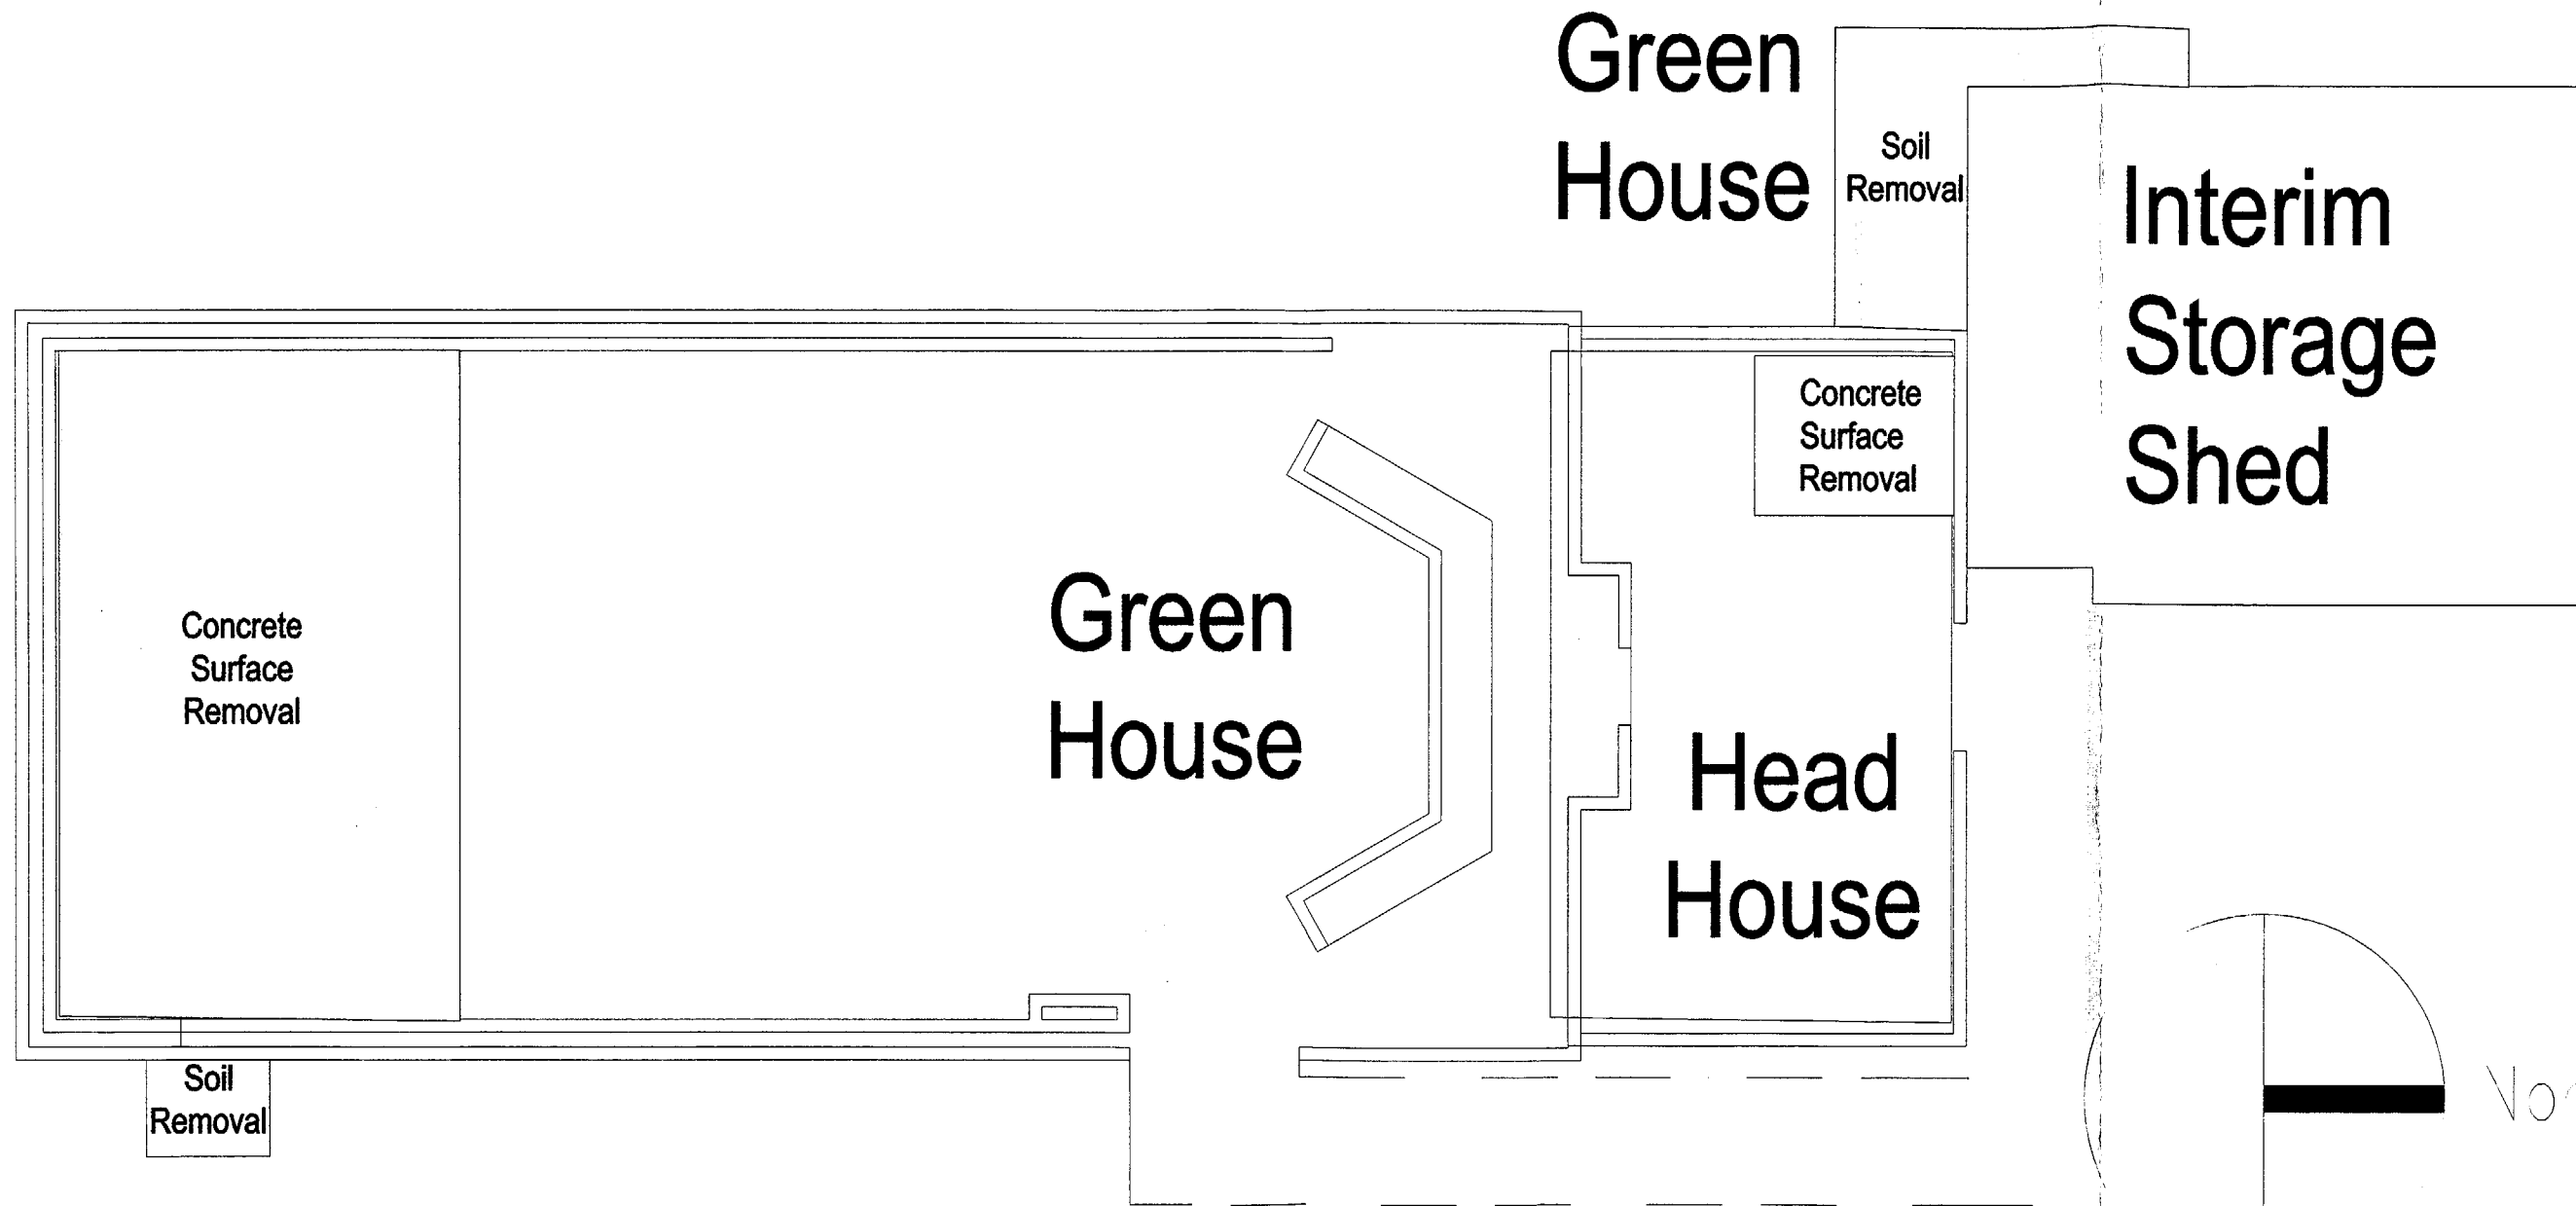 Green
House
Soil
Removal
Interim
Storage
Shed
Concrete
Surface
Removal
Concrete
Surface
Removal
Green
House
Head
House
Soil
Removal